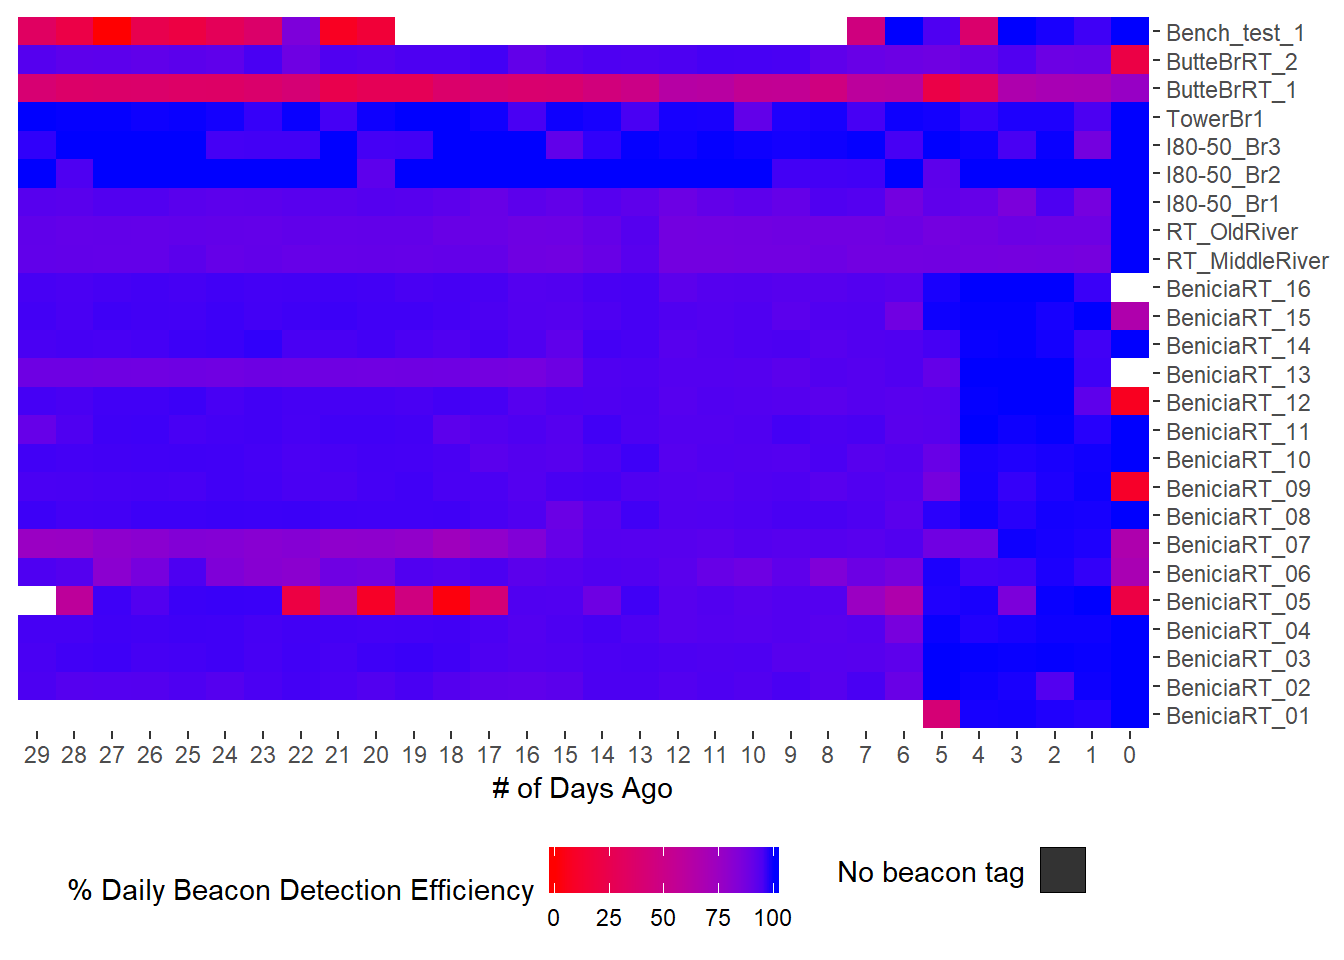 Bench_test_1
ButteBrRT_2
ButteBrRT_1
TowerBr1
I80-50_Br3
I80-50_Br2
I80-50_Br1
RT_OldRiver
RT_MiddleRiver
BeniciaRT_16
BeniciaRT_15
BeniciaRT_14
BeniciaRT_13
BeniciaRT_12
BeniciaRT_11
BeniciaRT_10
BeniciaRT_09
BeniciaRT_08
BeniciaRT_07
BeniciaRT_06
BeniciaRT_05
BeniciaRT_04
BeniciaRT_03
BeniciaRT_02
BeniciaRT_01
29 28 27 26 25 24 23 22 21 20 19 18 17 16 15 14 13 12 11 10 9 8 7 6 5 4 3 2 1 0
# of Days Ago
% Daily Beacon Detection Efficiency
0 25 50 75 100
No beacon tag